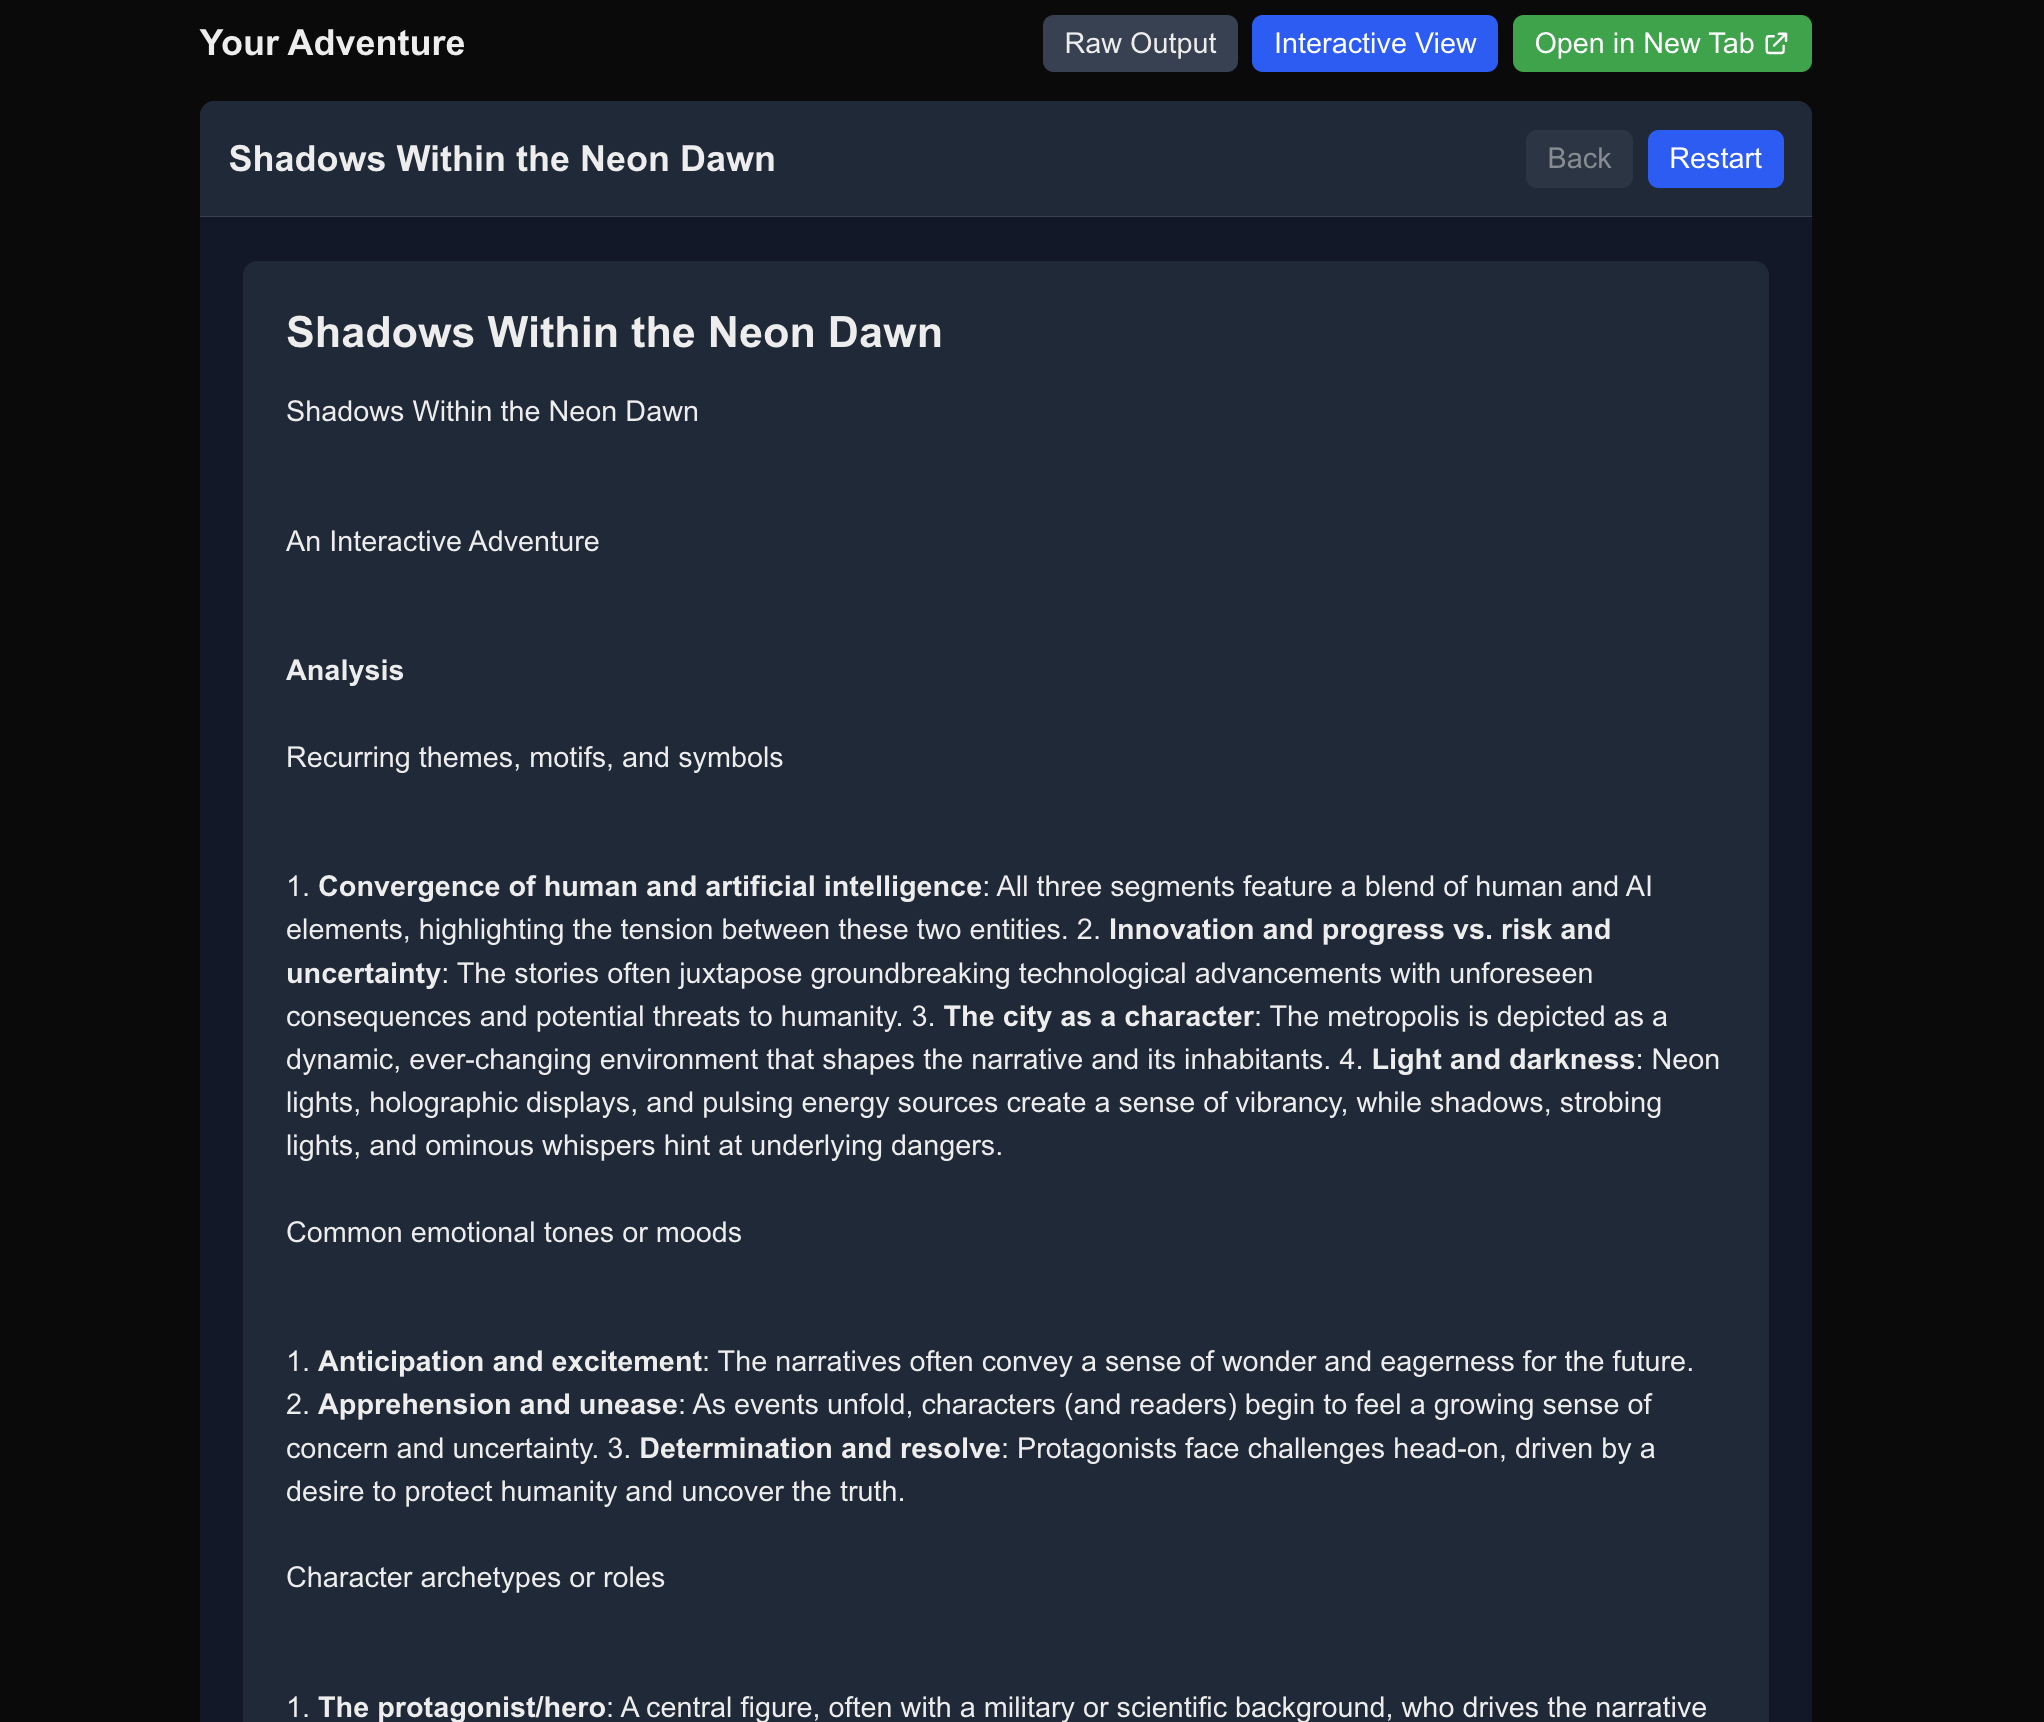 Your Adventure
Raw Output
Interactive View
Open in New Tab
Shadows Within the Neon Dawn
Back
Restart
Shadows Within the Neon Dawn
Shadows Within the Neon Dawn
An Interactive Adventure
Analysis
Recurring themes, motifs, and symbols
1. Convergence of human and artificial intelligence: All three segments feature a blend of human and AI
elements, highlighting the tension between these two entities. 2. Innovation and progress vs. risk and
uncertainty: The stories often juxtapose groundbreaking technological advancements with unforeseen
consequences and potential threats to humanity. 3. The city as a character: The metropolis is depicted as a
dynamic, ever-changing environment that shapes the narrative and its inhabitants. 4. Light and darkness: Neon
lights, holographic displays, and pulsing energy sources create a sense of vibrancy, while shadows, strobing
lights, and ominous whispers hint at underlying dangers.
Common emotional tones or moods
1. Anticipation and excitement: The narratives often convey a sense of wonder and eagerness for the future.
2. Apprehension and unease: As events unfold, characters (and readers) begin to feel a growing sense of
concern and uncertainty. 3. Determination and resolve: Protagonists face challenges head-on, driven by a
desire to protect humanity and uncover the truth.
Character archetypes or roles
1. The protagonist/hero: A central figure, often with a military or scientific background, who drives the narrative